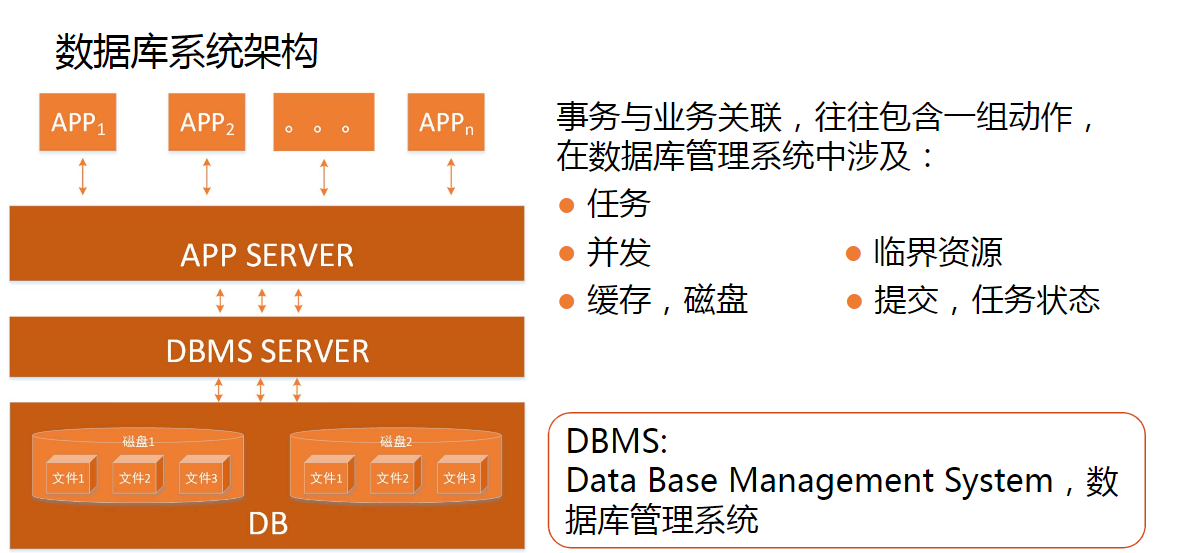 数据库系统架构
APP1
APP2
。。。
APPn
APP SERVER
DBMS SERVER
磁盘1
文件1
文件2
文件3
磁盘2
文件1
文件2
文件3
DB
事务与业务关联，往往包含一组动作，
在数据库管理系统中涉及：
任务
并发
临界资源
缓存，磁盘
提交，任务状态
DBMS:
Data Base Management System，数
据库管理系统